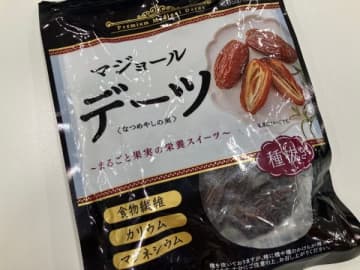 Premium Medjool Dates
マジョール
デーツ
〈なつめやしの実〉
~まるごと果実の栄養スイーツ~
種抜き
食物繊維
カリウム
マグネシウム